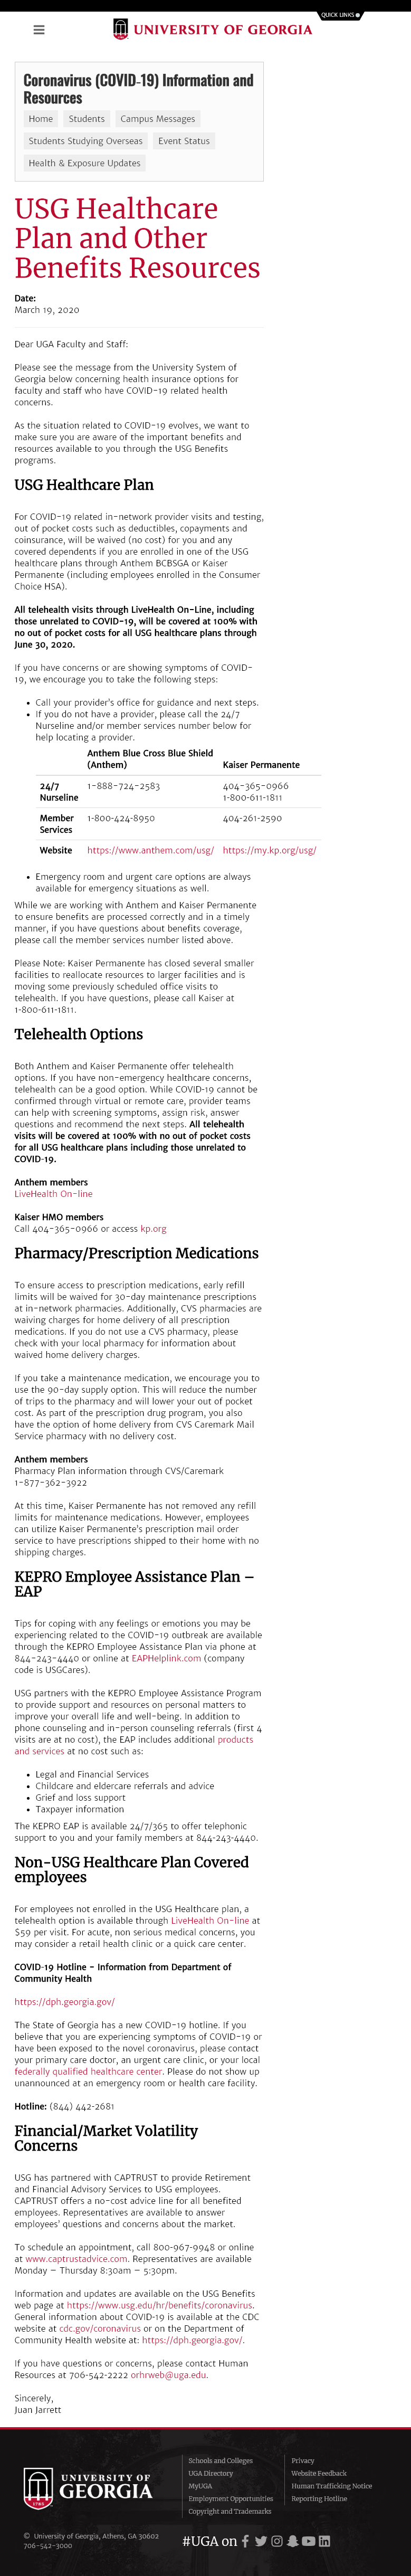 QUICK LINKS
UNIVERSITY OF GEORGIA
Coronavirus (COVID-19) Information and
Resources
Home Students Campus Messages
Students Studying Overseas Event Status
Health & Exposure Updates
USG Healthcare
Plan and Other
Benefits Resources
Date:
March 19, 2020
Dear UGA Faculty and Staff:
Please see the message from the University System of
Georgia below concerning health insurance options for
faculty and staff who have COVID-19 related health
concerns.
As the situation related to COVID-19 evolves, we want to
make sure you are aware of the important benefits and
resources available to you through the USG Benefits
programs.
USG Healthcare Plan
For COVID-19 related in-network provider visits and testing,
out of pocket costs such as deductibles, copayments and
coinsurance, will be waived (no cost) for you and any
covered dependents if you are enrolled in one of the USG
healthcare plans through Anthem BCBSGA or Kaiser
Permanente (including employees enrolled in the Consumer
Choice HSA).
All telehealth visits through LiveHealth On-Line, including
those unrelated to COVID-19, will be covered at 100% with
no out of pocket costs for all USG healthcare plans through
June 30, 2020.
If you have concerns or are showing symptoms of COVID-
19, we encourage you to take the following steps:
• Call your provider's office for guidance and next steps.
• If you do not have a provider, please call the 24/7
Nurseline and/or member services number below for
help locating a provider.
Anthem Blue Cross Blue Shield
(Anthem) Kaiser Permanente
24/7 1-888-724-2583 404-365-0966
Nurseline 1-800-611-1811
Member 1-800-424-8950 404-261-2590
Services
Website https://www.anthem.com/usg/ https://my.kp.org/usg/
• Emergency room and urgent care options are always
available for emergency situations as well.
While we are working with Anthem and Kaiser Permanente
to ensure benefits are processed correctly and in a timely
manner, if you have questions about benefits coverage,
please call the member services number listed above.
Please Note: Kaiser Permanente has closed several smaller
facilities to reallocate resources to larger facilities and is
moving some previously scheduled office visits to
telehealth. If you have questions, please call Kaiser at
1-800-611-1811.
Telehealth Options
Both Anthem and Kaiser Permanente offer telehealth
options. If you have non-emergency healthcare concerns,
telehealth can be a good option. While COVID-19 cannot be
confirmed through virtual or remote care, provider teams
can help with screening symptoms, assign risk, answer
questions and recommend the next steps. All telehealth
visits will be covered at 100% with no out of pocket costs
for all USG healthcare plans including those unrelated to
COVID-19.
Anthem members
LiveHealth On-line
Kaiser HMO members
Call 404-365-0966 or access kp.org
Pharmacy/Prescription Medications
To ensure access to prescription medications, early refill
limits will be waived for 30-day maintenance prescriptions
at in-network pharmacies. Additionally, CVS pharmacies are
waiving charges for home delivery of all prescription
medications. If you do not use a CVS pharmacy, please
check with your local pharmacy for information about
waived home delivery charges.
If you take a maintenance medication, we encourage you to
use the 90-day supply option. This will reduce the number
of trips to the pharmacy and will lower your out of pocket
cost. As part of the prescription drug program, you also
have the option of home delivery from CVS Caremark Mail
Service pharmacy with no delivery cost.
Anthem members
Pharmacy Plan information through CVS/Caremark
1-877-362-3922
At this time, Kaiser Permanente has not removed any refill
limits for maintenance medications. However, employees
can utilize Kaiser Permanente's prescription mail order
service to have prescriptions shipped to their home with no
shipping charges.
KEPRO Employee Assistance Plan –
EAP
Tips for coping with any feelings or emotions you may be
experiencing related to the COVID-19 outbreak are available
through the KEPRO Employee Assistance Plan via phone at
844-243-4440 or online at EAPHelplink.com (company
code is USGCares).
USG partners with the KEPRO Employee Assistance Program
to provide support and resources on personal matters to
improve your overall life and well-being. In addition to
phone counseling and in-person counseling referrals (first 4
visits are at no cost), the EAP includes additional products
and services at no cost such as:
• Legal and Financial Services
• Childcare and eldercare referrals and advice
• Grief and loss support
• Taxpayer information
The KEPRO EAP is available 24/7/365 to offer telephonic
support to you and your family members at 844-243-4440.
Non-USG Healthcare Plan Covered
employees
For employees not enrolled in the USG Healthcare plan, a
telehealth option is available through LiveHealth On-line at
$59 per visit. For acute, non serious medical concerns, you
may consider a retail health clinic or a quick care center.
COVID-19 Hotline - Information from Department of
Community Health
https://dph.georgia.gov/
The State of Georgia has a new COVID-19 hotline. If you
believe that you are experiencing symptoms of COVID-19 or
have been exposed to the novel coronavirus, please contact
your primary care doctor, an urgent care clinic, or your local
federally qualified healthcare center. Please do not show up
unannounced at an emergency room or health care facility.
Hotline: (844) 442-2681
Financial/Market Volatility
Concerns
USG has partnered with CAPTRUST to provide Retirement
and Financial Advisory Services to USG employees.
CAPTRUST offers a no-cost advice line for all benefited
employees. Representatives are available to answer
employees' questions and concerns about the market.
To schedule an appointment, call 800-967-9948 or online
at www.captrustadvice.com. Representatives are available
Monday – Thursday 8:30am – 5:30pm.
Information and updates are available on the USG Benefits
web page at https://www.usg.edu/hr/benefits/coronavirus.
General information about COVID-19 is available at the CDC
website at cdc.gov/coronavirus or on the Department of
Community Health website at: https://dph.georgia.gov/.
If you have questions or concerns, please contact Human
Resources at 706-542-2222 orhrweb@uga.edu.
Sincerely,
Juan Jarrett
1785
UNIVERSITY OF
GEORGIA
Schools and Colleges
UGA Directory
MyUGA
Employment Opportunities
Copyright and Trademarks
Privacy
Website Feedback
Human Trafficking Notice
Reporting Hotline
© University of Georgia, Athens, GA 30602
706-542-3000
#UGA on